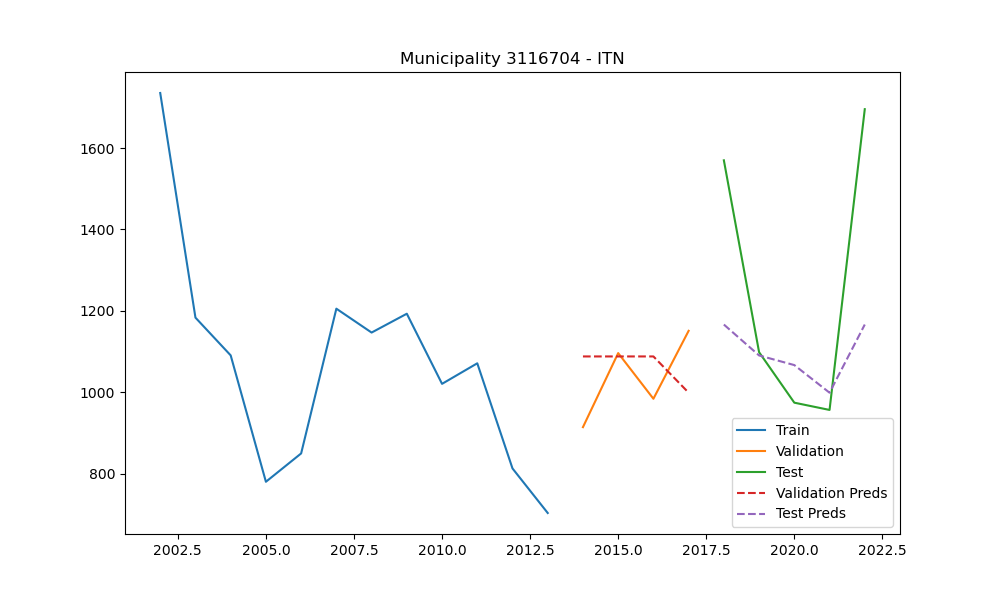 Municipality 3116704 - ITN
1600
1400
1200
1000
800
2002.5 2005.0 2007.5 2010.0 2012.5 2015.0 2017.5 2020.0 2022.5
Train
Validation
Test
Validation Preds
Test Preds